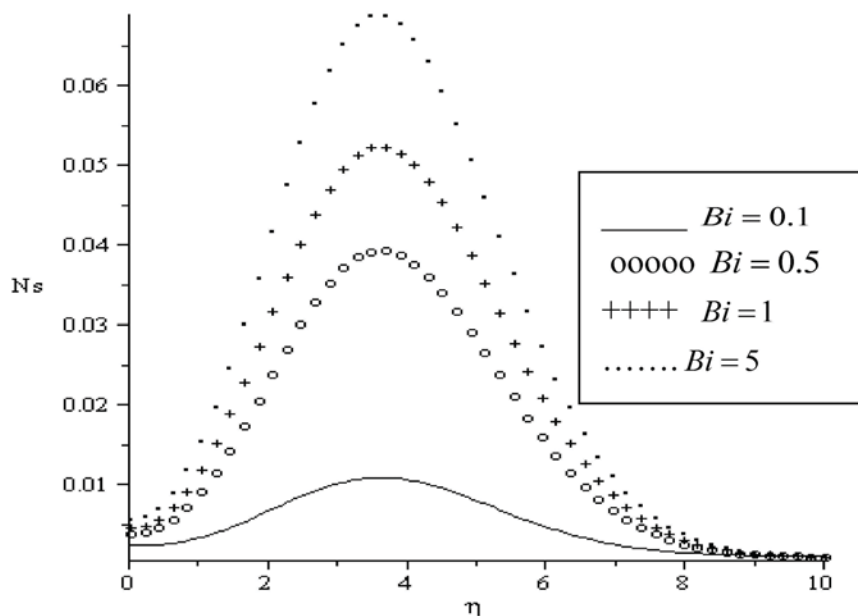 0.06
0.05
0.04
Ns
0.03
0.02
0.01
0 2 4 6 8 10
η
Bi = 0.1
ooooo Bi = 0.5
++++ Bi = 1
....... Bi = 5